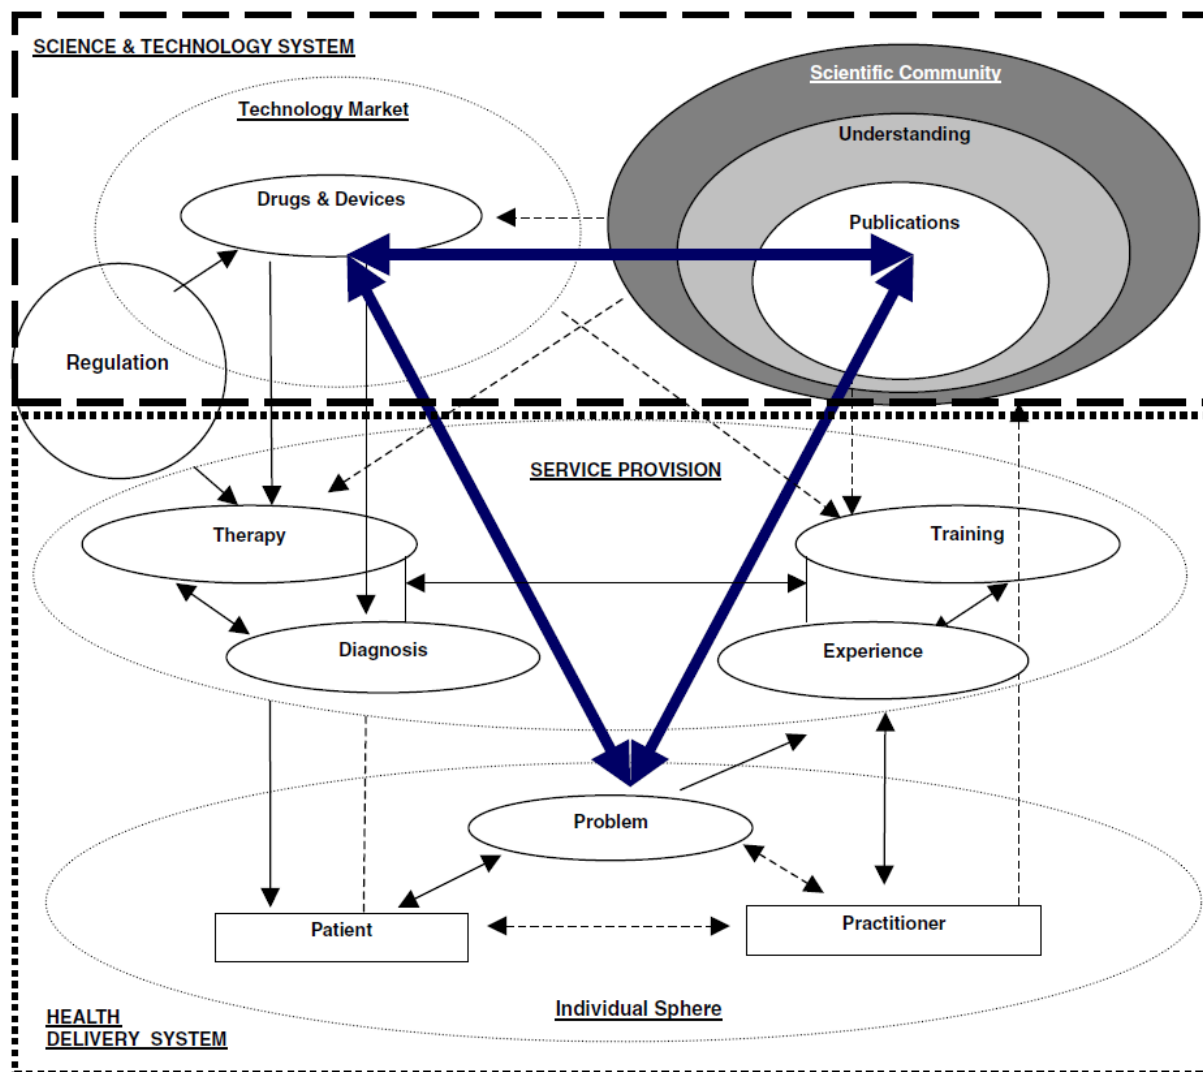 SCIENCE & TECHNOLOGY SYSTEM
Scientific Community
Technology Market
Understanding
Drugs & Devices
Publications
Regulation
SERVICE PROVISION
Therapy
Training
Diagnosis
Experience
Problem
Patient
Practitioner
Individual Sphere
HEALTH
DELIVERY SYSTEM